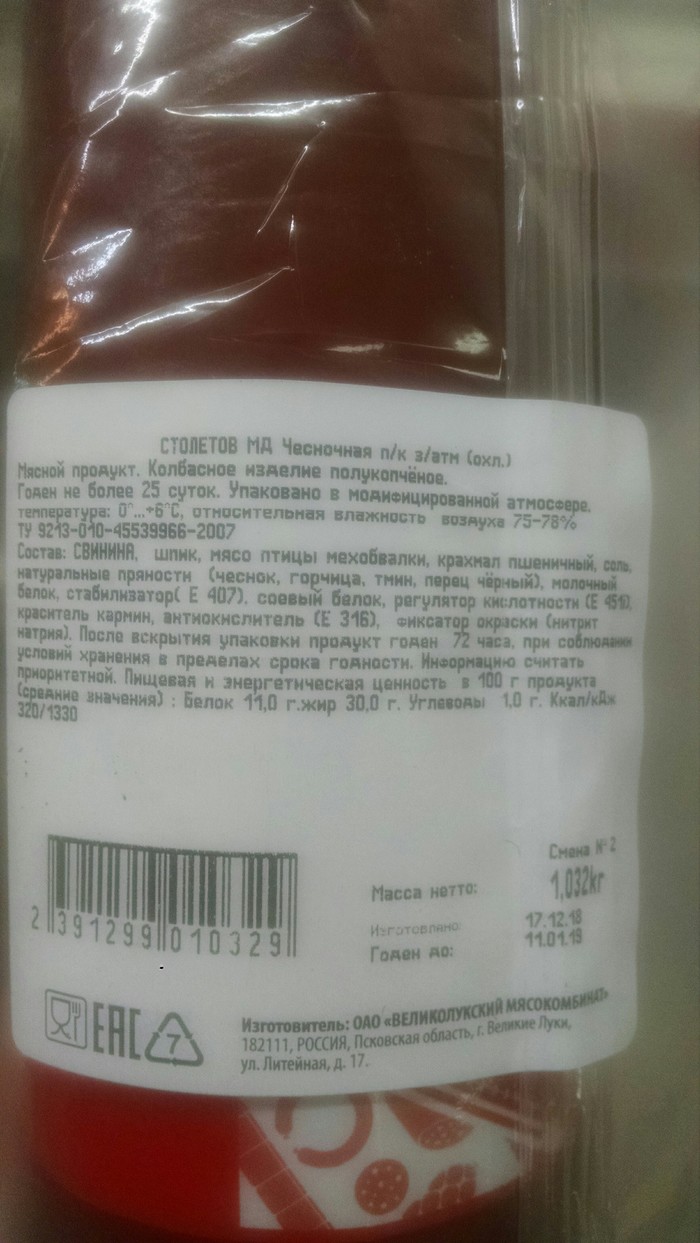 СТОЛЕТОВ МД Чесночная п/к з/атм (охл.)
Мясной продукт. Колбасное изделие полукопчёное.
Годен не более 25 суток. Упаковано в модифицированной атмосфере.
температура: 0°...+6°C, относительная влажность воздуха 75-78%
ТУ 9213-010-45539966-2007
Состав: СВИНИНА, шпик, мясо птицы мехобвалки, крахмал пшеничный, соль,
натуральные пряности (чеснок, горчица, тмин, перец чёрный), молочный
белок, стабилизатор( Е 407), соевый белок, регулятор кислотности (Е 451),
краситель кармин, антиокислитель (Е 316), фиксатор окраски (нитрит
натрия). После вскрытия упаковки продукт годен 72 часа, при соблюдении
условий хранения в пределах срока годности. Информацию считать
приоритетной. Пищевая и энергетическая ценность в 100 г продукта
(средние значения) : Белок 11,0 г.жир 30,0 г. Углеводы 1,0 г. Ккал/кДж
320/1330
Смена № 2
Масса нетто: 1,032кг
Изготовлено: 17.12.18
Годен до: 11.01.19
2 391299 010329
EAC
7
Изготовитель: ОАО «ВЕЛИКОЛУКСКИЙ МЯСОКОМБИНАТ»
182111, РОССИЯ, Псковская область, г. Великие Луки,
ул. Литейная, д. 17.